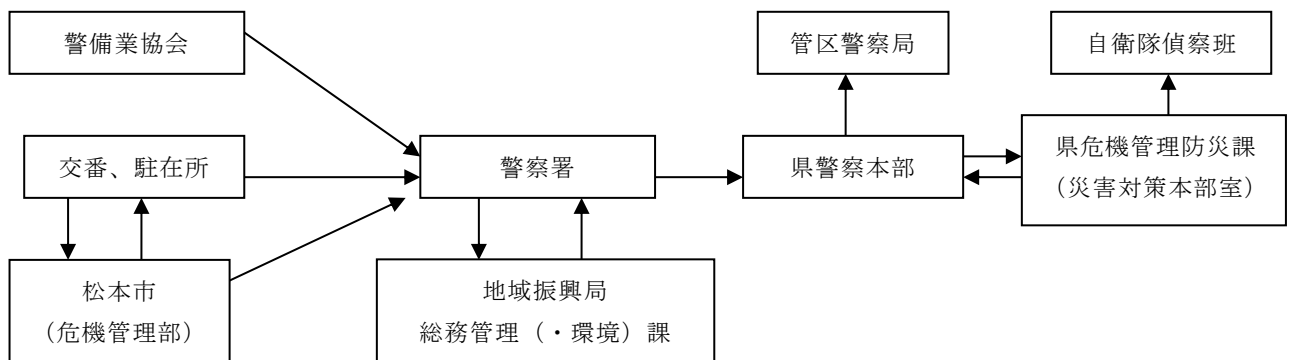 警備業協会
管区警察局
自衛隊偵察班
交番、駐在所
警察署
県警察本部
県危機管理防災課
（災害対策本部室）
松本市
（危機管理部）
地域振興局
総務管理（・環境）課